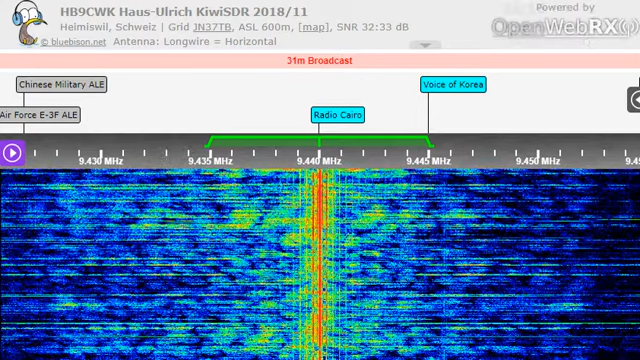 HB9CWK Haus-Ulrich KiwiSDR 2018/11
Heimiswil, Schweiz | Grid JN37TB, ASL 600m, [map], SNR 32:33 dB
© bluebison.net Antenna: Longwire = Horizontal
Powered by
OpenWebRX
31m Broadcast
Chinese Military ALE
Voice of Korea
Air Force E-3F ALE
Radio Cairo
9.430 MHz 9.435 MHz 9.440 MHz 9.445 MHz 9.450 MHz